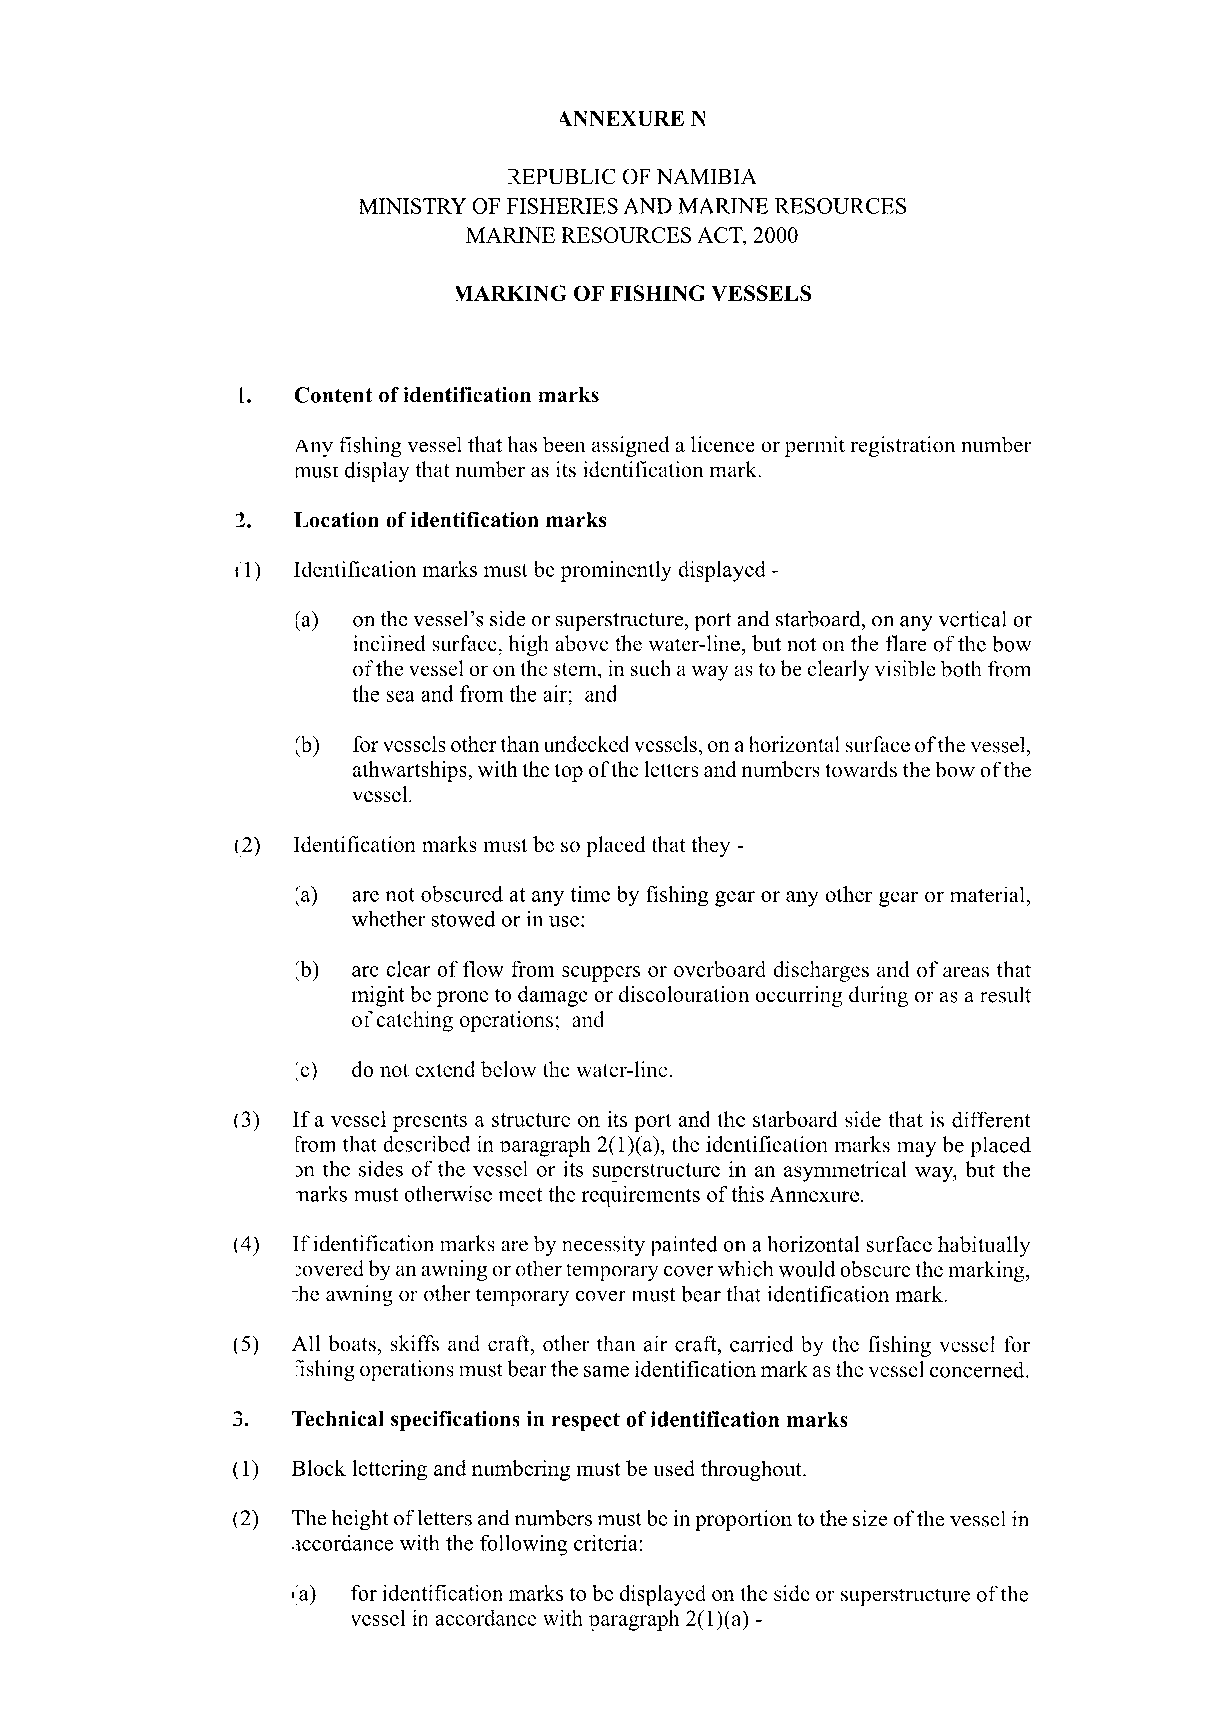 ANNEXURE N
REPUBLIC OF NAMIBIA
MINISTRY OF FISHERIES AND MARINE RESOURCES
MARINE RESOURCES ACT, 2000
MARKING OF FISHING VESSELS
1. Content of identification marks
Any fishing vessel that has been assigned a licence or permit registration number
must display that number as its identification mark.
2. Location of identification marks
(1) Identification marks must be prominently displayed -
(a) on the vessel's side or superstructure, port and starboard, on any vertical or
inclined surface, high above the water-line, but not on the flare of the bow
of the vessel or on the stem, in such a way as to be clearly visible both from
the sea and from the air; and
(b) for vessels other than undecked vessels, on a horizontal surface of the vessel,
athwartships, with the top of the letters and numbers towards the bow of the
vessel.
(2) Identification marks must be so placed that they -
(a) are not obscured at any time by fishing gear or any other gear or material,
whether stowed or in use:
(b) are clear of flow from scuppers or overboard discharges and of areas that
might be prone to damage or discolouration occurring during or as a result
of catching operations; and
(c) do not extend below the water-line.
(3) If a vessel presents a structure on its port and the starboard side that is different
from that described in paragraph 2(1)(a), the identification marks may be placed
on the sides of the vessel or its superstructure in an asymmetrical way, but the
marks must otherwise meet the requirements of this Annexure.
(4) If identification marks are by necessity painted on a horizontal surface habitually
covered by an awning or other temporary cover which would obscure the marking,
the awning or other temporary cover must bear that identification mark.
(5) All boats, skiffs and craft, other than air craft, carried by the fishing vessel for
fishing operations must bear the same identification mark as the vessel concerned.
3. Technical specifications in respect of identification marks
(1) Block lettering and numbering must be used throughout.
(2) The height of letters and numbers must be in proportion to the size of the vessel in
accordance with the following criteria:
(a) for identification marks to be displayed on the side or superstructure of the
vessel in accordance with paragraph 2(1)(a) -